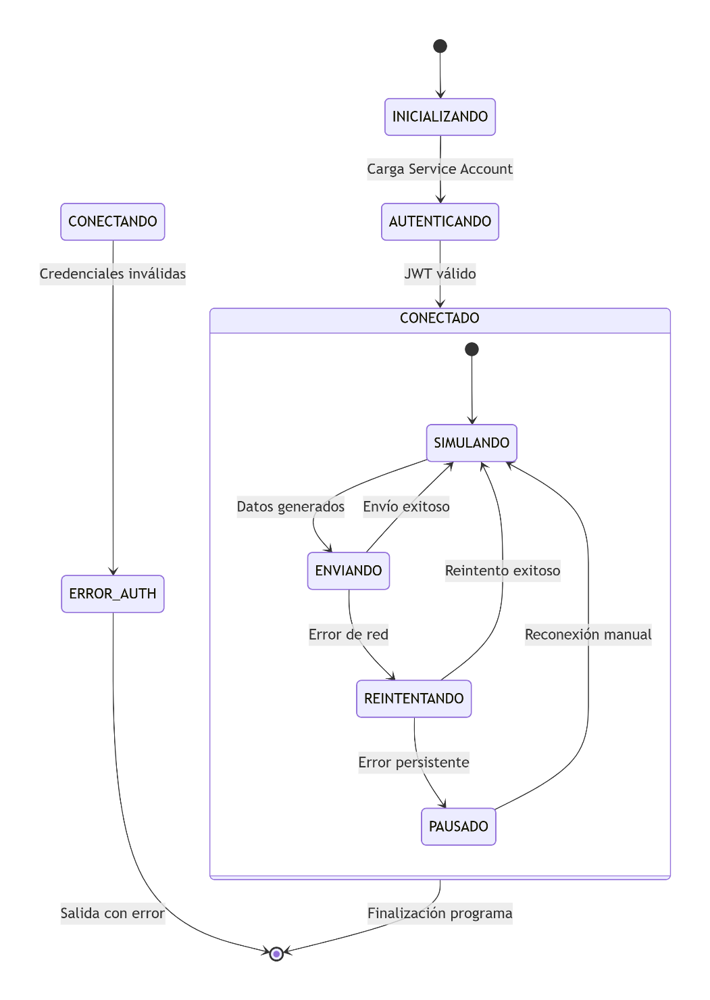 INICIALIZANDO
Carga Service Account
CONECTANDO
AUTENTICANDO
Credenciales inválidas
JWT válido
CONECTADO
SIMULANDO
Datos generados
Envío exitoso
ENVIANDO
Reintento exitoso
ERROR_AUTH
Error de red
Reconexión manual
REINTENTANDO
Error persistente
PAUSADO
Salida con error
Finalización programa